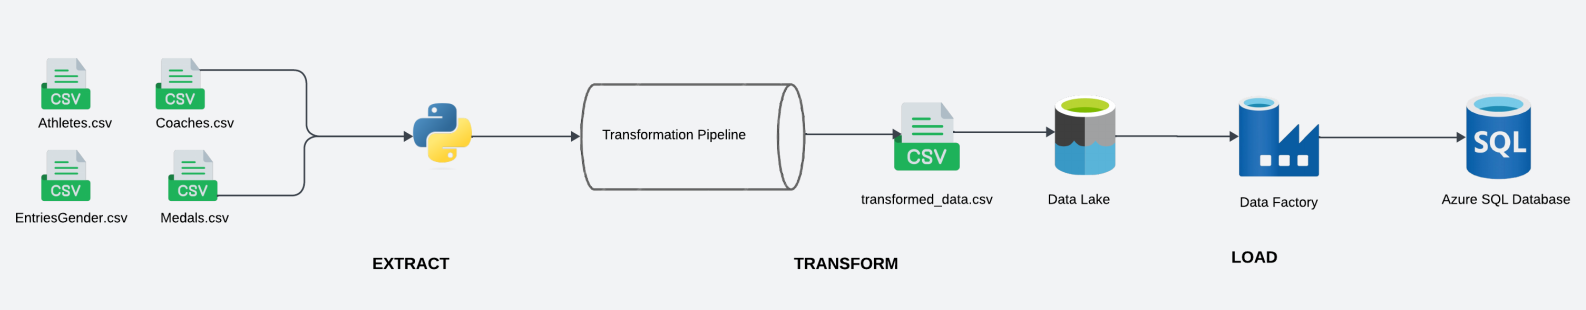 CSV
Athletes.csv
CSV
Coaches.csv
CSV
EntriesGender.csv
CSV
Medals.csv
EXTRACT
Transformation Pipeline
CSV
transformed_data.csv
TRANSFORM
Data Lake
Data Factory
LOAD
SQL
Azure SQL Database